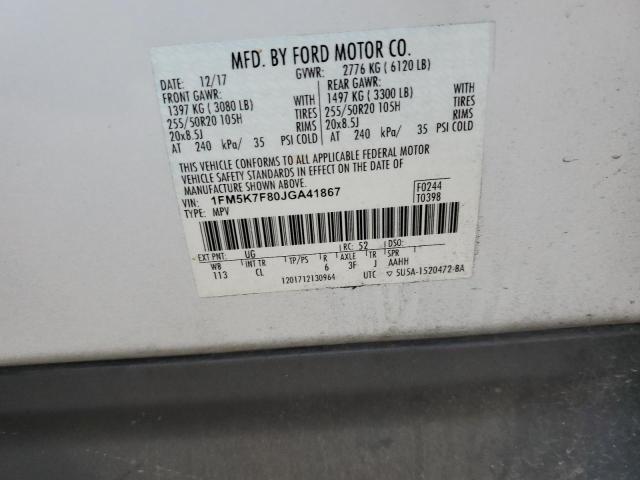 MFD. BY FORD MOTOR CO.
DATE: 12/17 GVWR: 2776 KG ( 6120 LB)
FRONT GAWR: REAR GAWR:
1397 KG ( 3080 LB) WITH 1497 KG ( 3300 LB) WITH
255/50R20 105H TIRES 255/50R20 105H TIRES
20x8.5J RIMS 20x8.5J RIMS
AT 240 kPa/ 35 PSI COLD AT 240 kPa/ 35 PSI COLD
THIS VEHICLE CONFORMS TO ALL APPLICABLE FEDERAL MOTOR
VEHICLE SAFETY STANDARDS IN EFFECT ON THE DATE OF
MANUFACTURE SHOWN ABOVE.
VIN: 1FM5K7F80JGA41867 F0244
TYPE: MPV T0398
EXT PNT: UG RC: 52 DSO:
WB INT TR TP/PS R AXLE TR SPR
113 CL 6 3F J AAHH
1201712130964 UTC ▽ 5U5A-1520472-BA